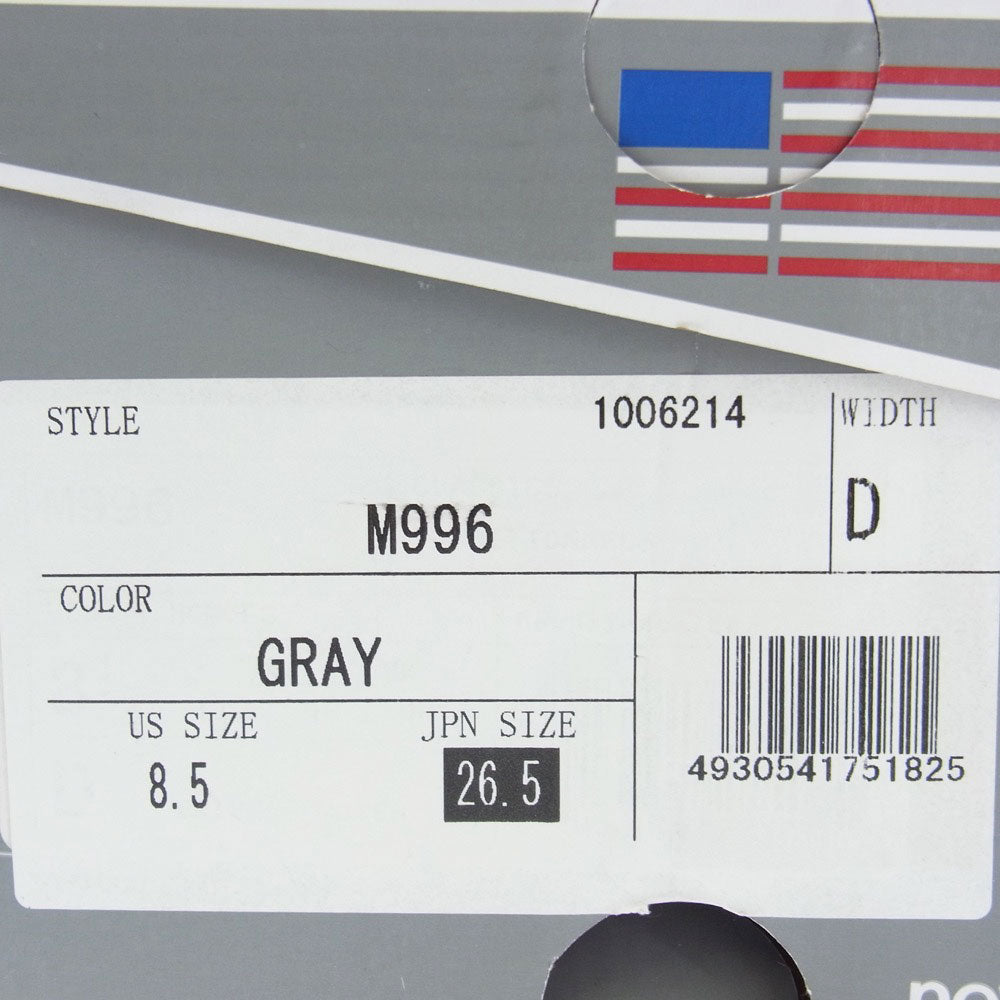 STYLE 1006214 WIDTH
M996 D
COLOR
GRAY
US SIZE JPN SIZE
8.5 26.5
4930541751825